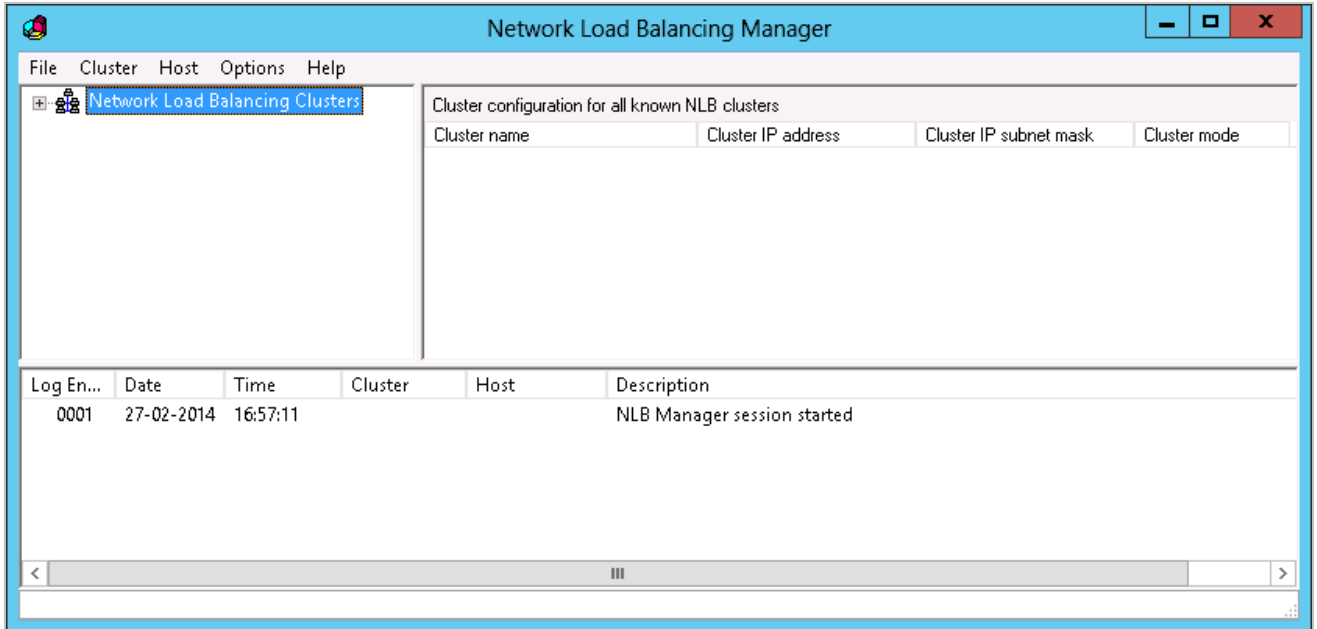 Network Load Balancing Manager
File Cluster Host Options Help
Network Load Balancing Clusters
Cluster configuration for all known NLB clusters
Cluster name Cluster IP address Cluster IP subnet mask Cluster mode
Log En... Date Time Cluster Host Description
0001 27-02-2014 16:57:11 NLB Manager session started